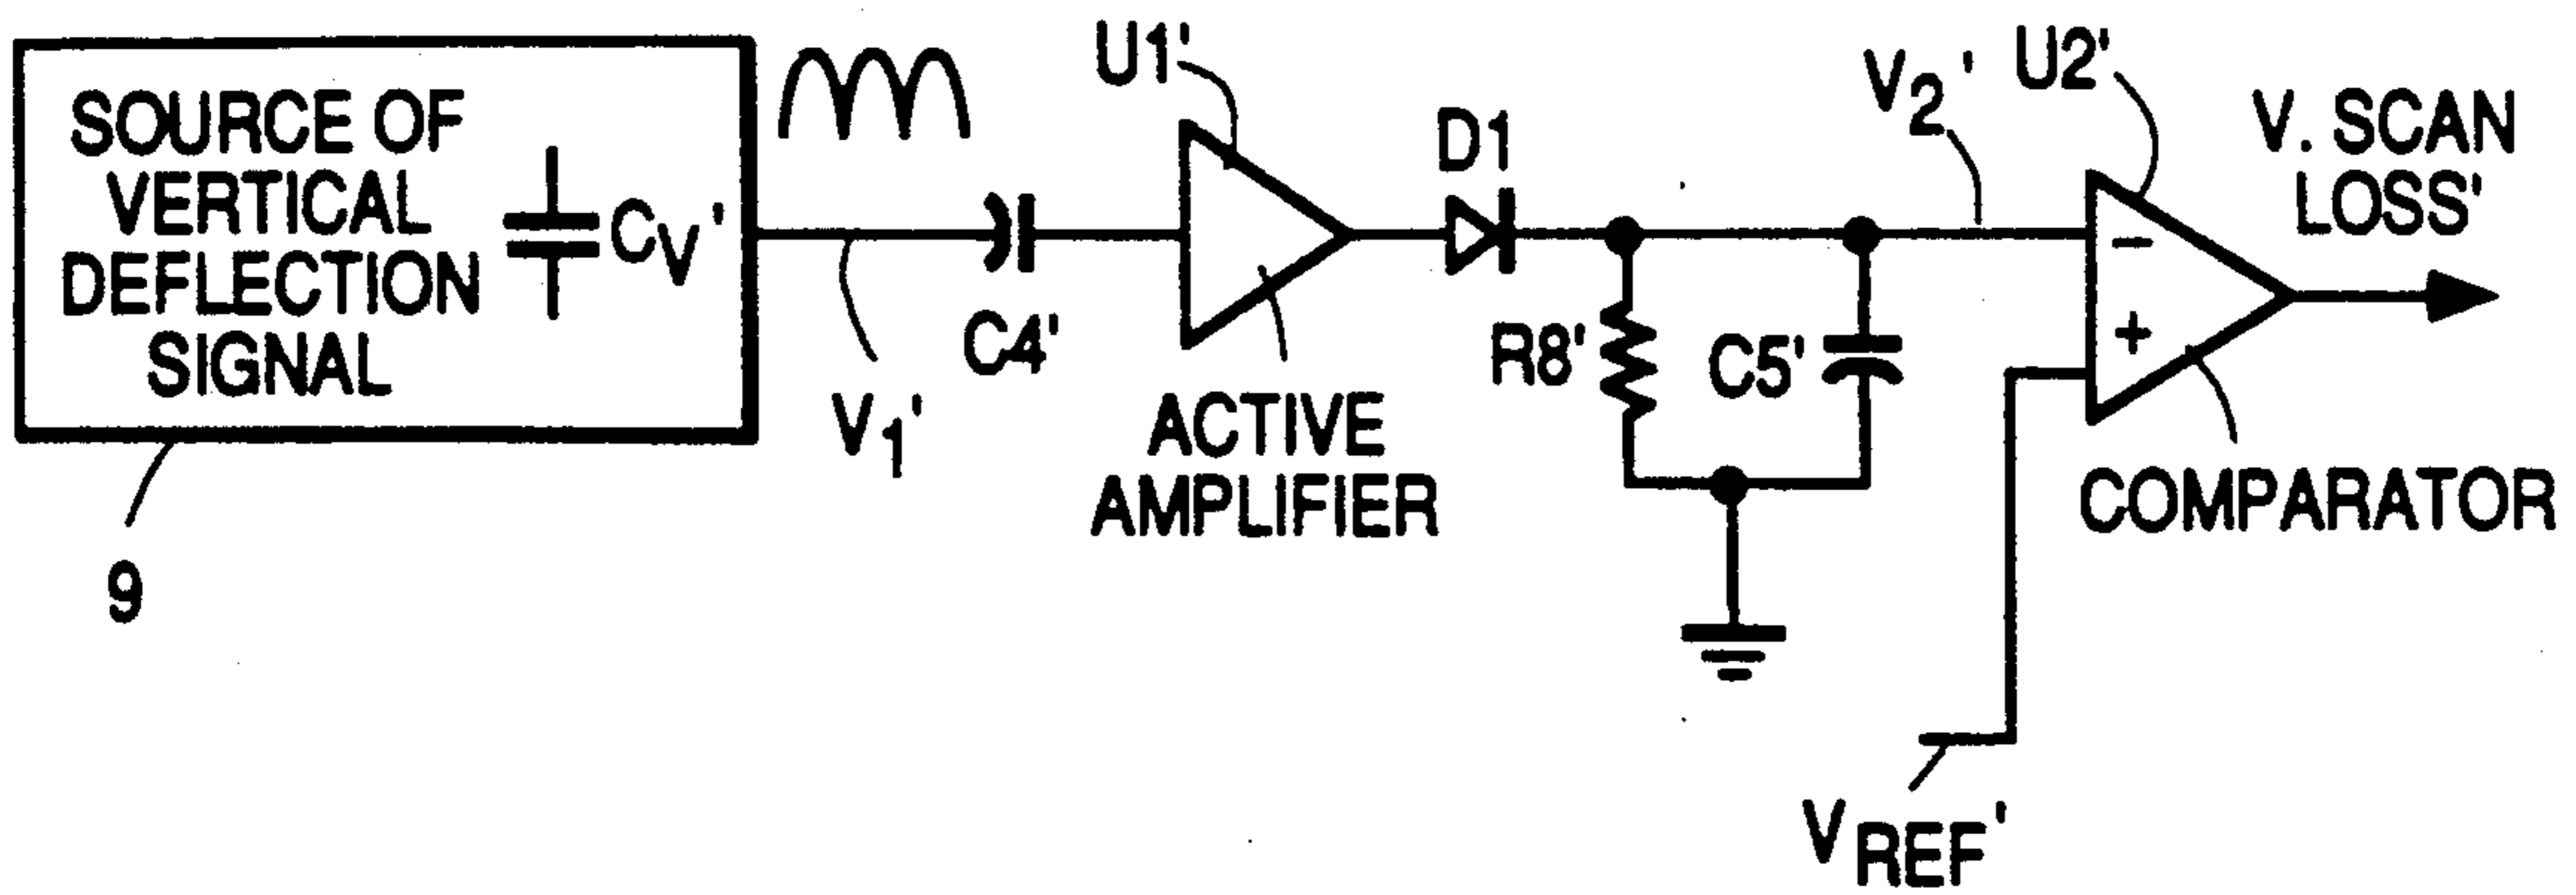 SOURCE OF
VERTICAL
DEFLECTION
SIGNAL
CV'
9
V1'
C4'
U1'
ACTIVE
AMPLIFIER
D1
R8'
C5'
V2'
U2'
-
+
COMPARATOR
VREF'
V. SCAN
LOSS'